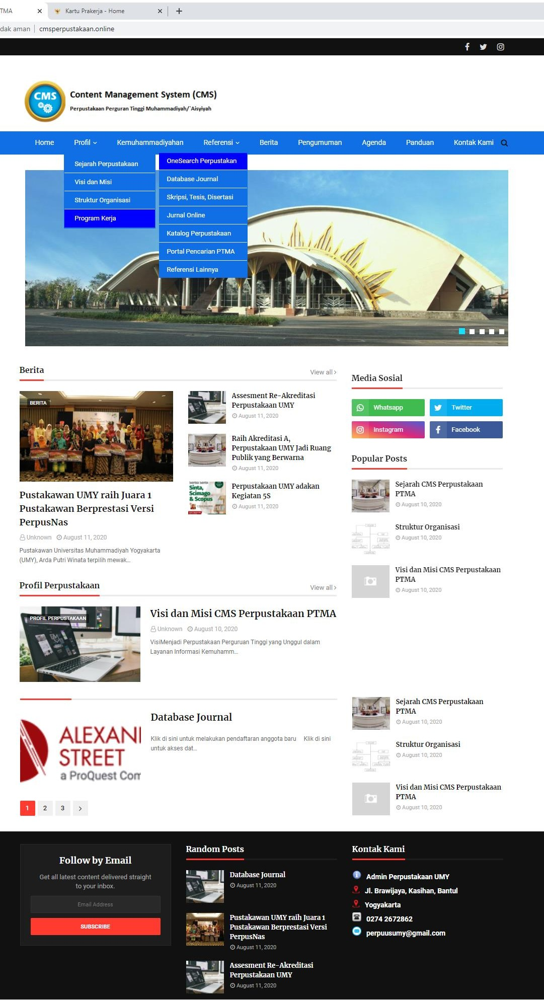 TMA
Kartu Prakerja - Home
dak aman
cmsperpustakaan.online
CMS
Content Management System (CMS)
Perpustakaan Perguran Tinggi Muhammadiyah/`Aisyiyah
Home Profil Kemuhammadiyahan Referensi Berita Pengumuman Agenda Panduan Kontak Kami
Sejarah Perpustakaan
Visi dan Misi
Struktur Organisasi
Program Kerja
OneSearch Perpustakan
Database Journal
Skripsi, Tesis, Disertasi
Jurnal Online
Katalog Perpustakaan
Portal Pencarian PTMA
Referensi Lainnya
Berita
View all
BERITA
Pustakawan UMY raih Juara 1
Pustakawan Berprestasi Versi
PerpusNas
Unknown August 11, 2020
Pustakawan Universitas Muhammadiyah Yogyakarta
(UMY), Arda Putri Winata terpilih mewak...
Assesment Re-Akreditasi
Perpustakaan UMY
August 11, 2020
Raih Akreditasi A,
Perpustakaan UMY Jadi Ruang
Publik yang Berwarna
August 11, 2020
Serba Serbi
Sinta,
Scimago
& Scopus
Perpustakaan UMY adakan
Kegiatan 5S
August 11, 2020
Media Sosial
Whatsapp
Twitter
Instagram
Facebook
Popular Posts
Sejarah CMS Perpustakaan
PTMA
August 10, 2020
Struktur Organisasi
August 10, 2020
Visi dan Misi CMS Perpustakaan
PTMA
August 10, 2020
Profil Perpustakaan
View all
PROFIL PERPUSTAKAAN
Visi dan Misi CMS Perpustakaan PTMA
Unknown August 10, 2020
VisiMenjadi Perpustakaan Perguruan Tinggi yang Unggul dalam
Layanan Informasi Kemuhamm...
ALEXAN
STREET
a ProQuest Com
Database Journal
Klik di sini untuk melakukan pendaftaran anggota baru Klik di sini
untuk akses dat...
Sejarah CMS Perpustakaan
PTMA
August 10, 2020
Struktur Organisasi
August 10, 2020
Visi dan Misi CMS Perpustakaan
PTMA
August 10, 2020
1 2 3
Follow by Email
Get all latest content delivered straight
to your inbox.
Email Address
SUBSCRIBE
Random Posts
Database Journal
August 11, 2020
Pustakawan UMY raih Juara 1
Pustakawan Berprestasi Versi
PerpusNas
August 11, 2020
Assesment Re-Akreditasi
Perpustakaan UMY
August 11, 2020
Kontak Kami
Admin Perpustakaan UMY
Jl. Brawijaya, Kasihan, Bantul
Yogyakarta
0274 2672862
perpuusumy@gmail.com